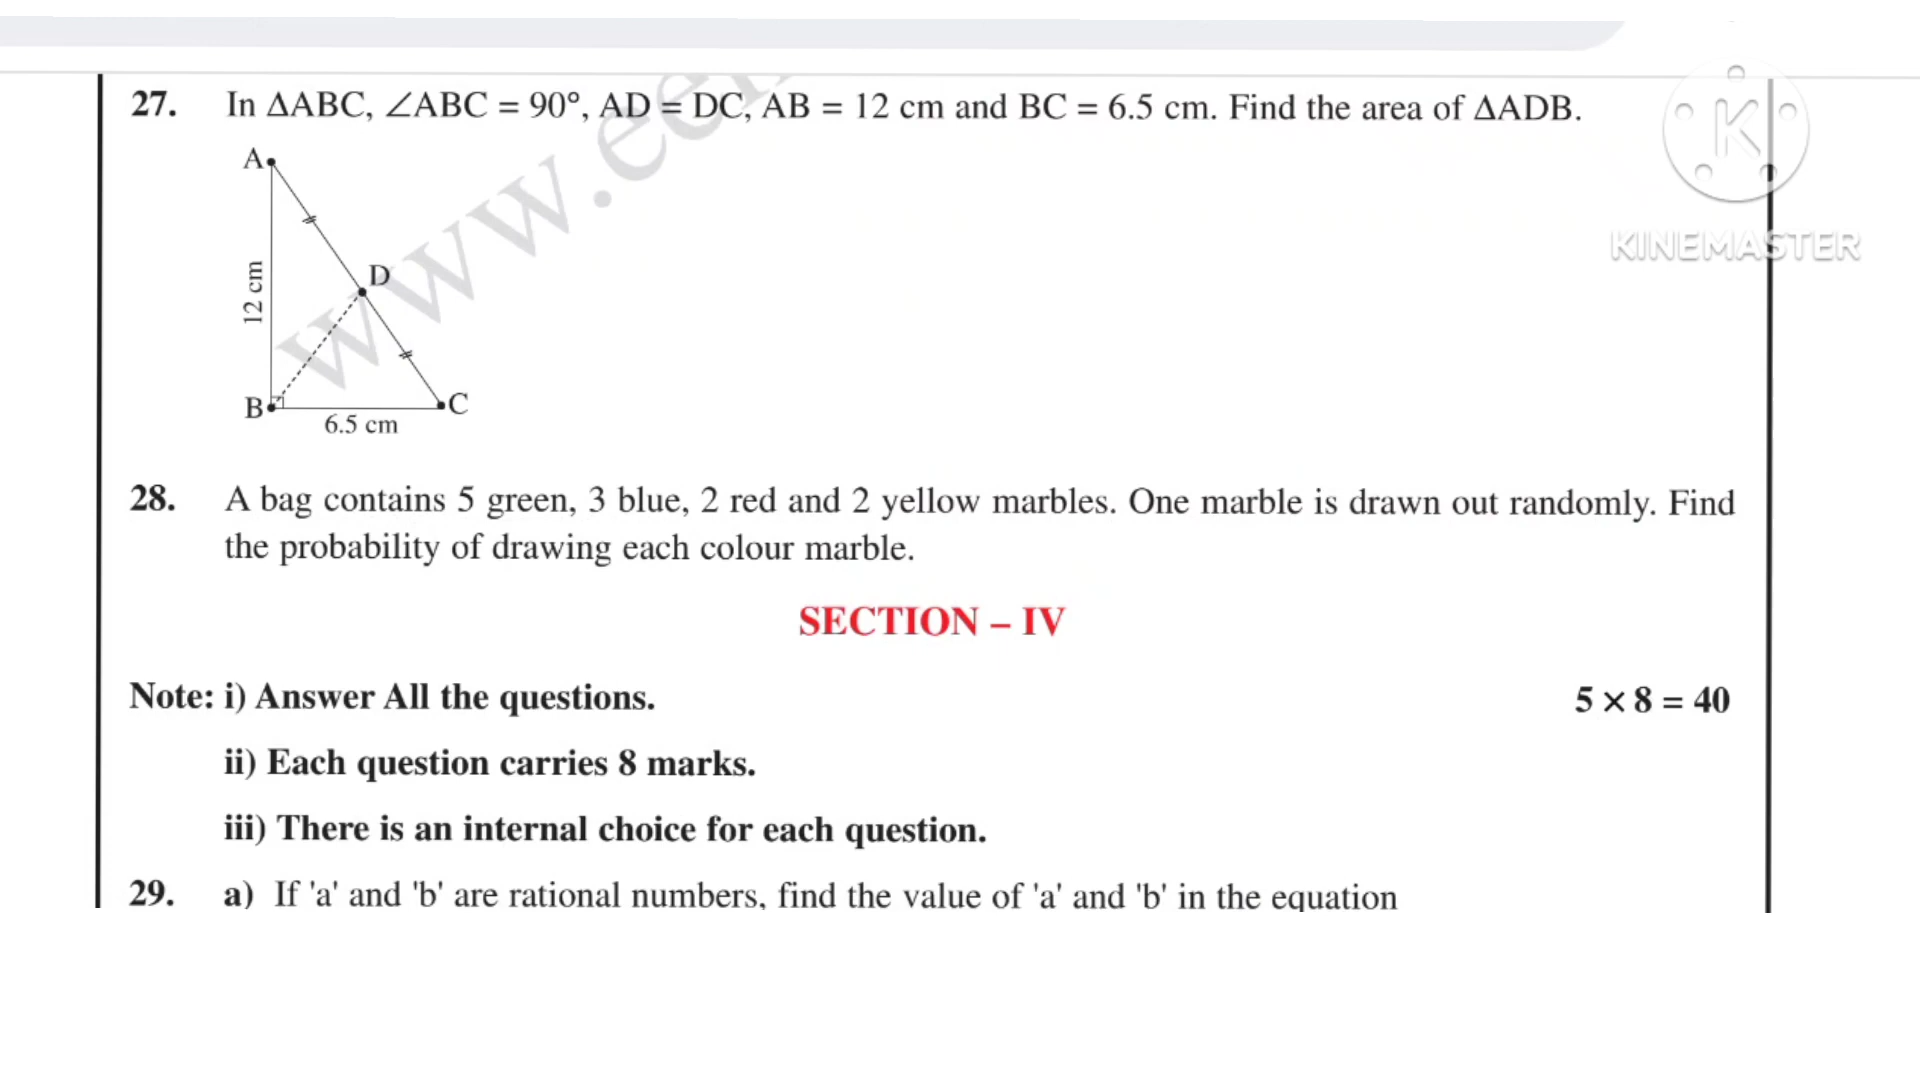 27. In ΔABC, ∠ABC = 90°, AD = DC, AB = 12 cm and BC = 6.5 cm. Find the area of ΔADB.
A
D
12 cm
B
C
6.5 cm
www.ee
K
KINEMASTER
28. A bag contains 5 green, 3 blue, 2 red and 2 yellow marbles. One marble is drawn out randomly. Find
the probability of drawing each colour marble.
SECTION – IV
Note: i) Answer All the questions. 5 × 8 = 40
ii) Each question carries 8 marks.
iii) There is an internal choice for each question.
29. a) If 'a' and 'b' are rational numbers, find the value of 'a' and 'b' in the equation